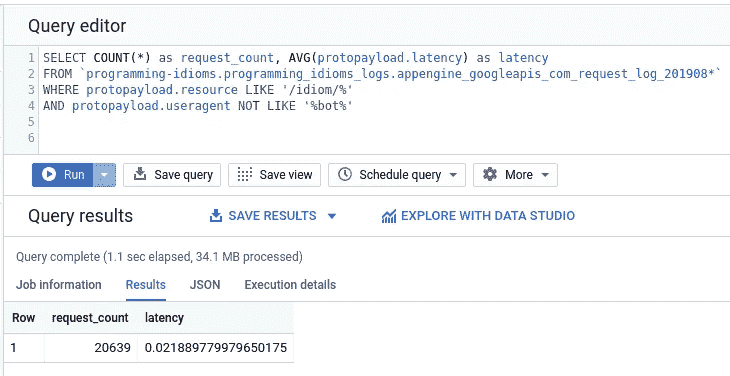 Query editor
1 SELECT COUNT(*) as request_count, AVG(protopayload.latency) as latency
2 FROM `programming-idioms.programming_idioms_logs.appengine_googleapis_com_request_log_201908*`
3 WHERE protopayload.resource LIKE '/idiom/%'
4 AND protopayload.useragent NOT LIKE '%bot%'
5
6
Run Save query Save view Schedule query More
Query results SAVE RESULTS EXPLORE WITH DATA STUDIO
Query complete (1.1 sec elapsed, 34.1 MB processed)
Job information Results JSON Execution details
Row request_count latency
1 20639 0.021889779979650175